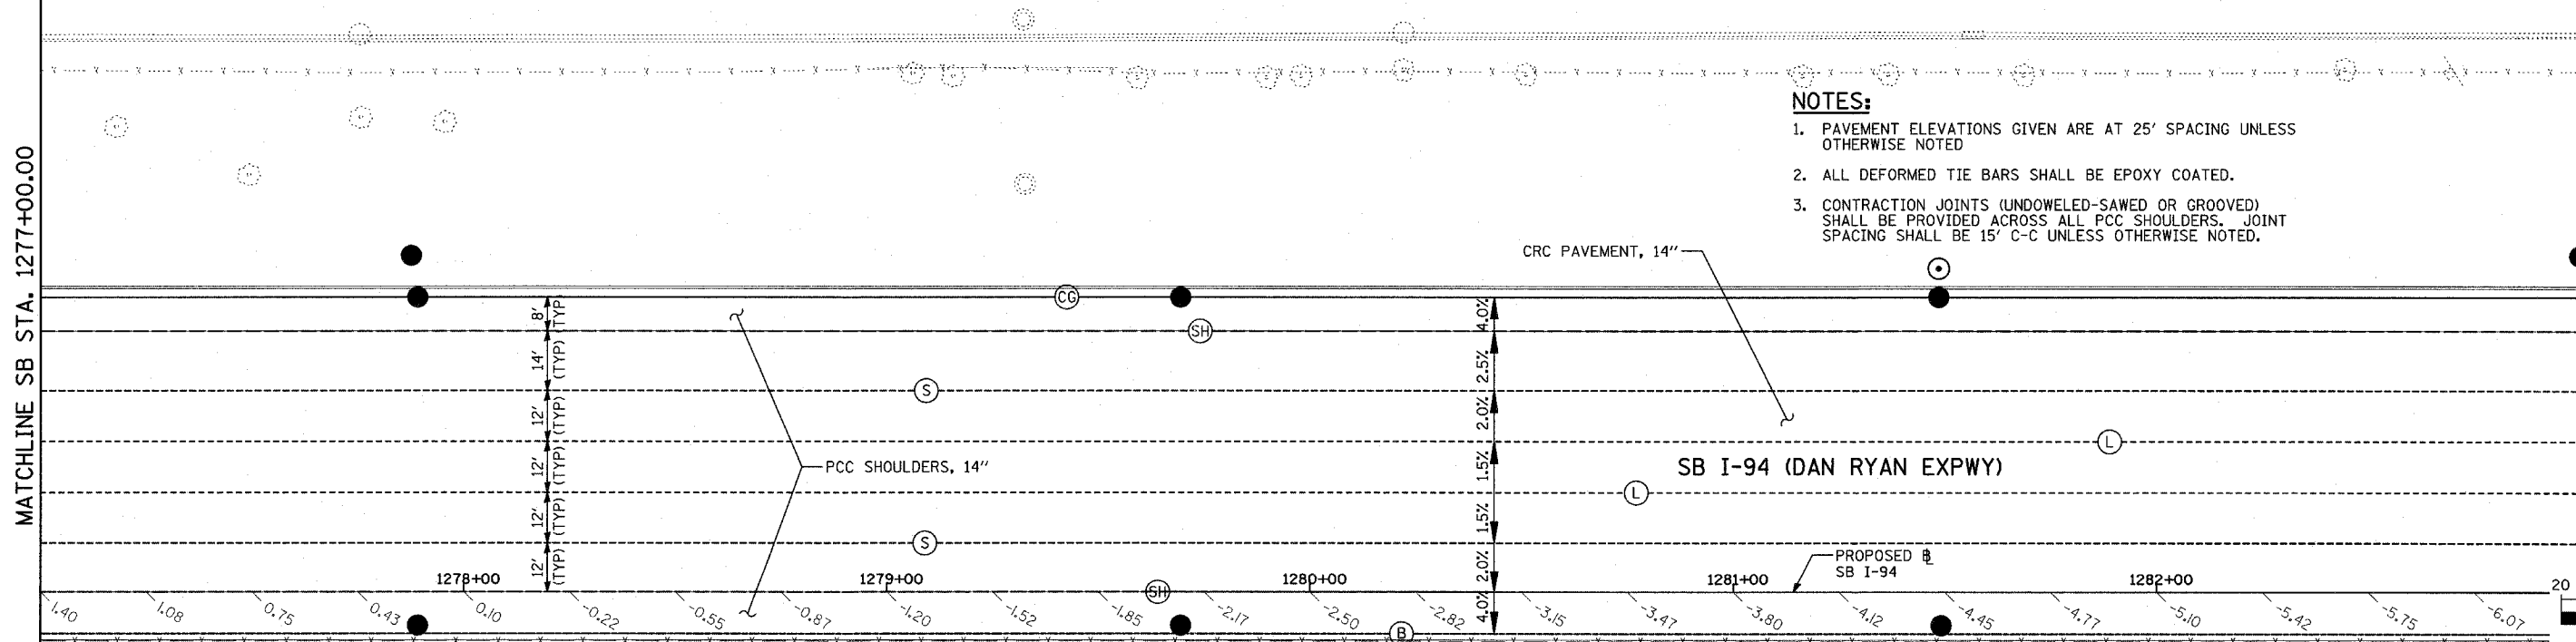 MATCHLINE SB STA. 1277+00.00
NOTES:
1. PAVEMENT ELEVATIONS GIVEN ARE AT 25' SPACING UNLESS
OTHERWISE NOTED
2. ALL DEFORMED TIE BARS SHALL BE EPOXY COATED.
3. CONTRACTION JOINTS (UNDOWELED-SAWED OR GROOVED)
SHALL BE PROVIDED ACROSS ALL PCC SHOULDERS. JOINT
SPACING SHALL BE 15' C-C UNLESS OTHERWISE NOTED.
CRC PAVEMENT, 14"
CG
8' (TYP
4.0%
SH
14' (TYP)
2.5%
S
12' (TYP)
2.0%
L
12' (TYP)
1.5%
PCC SHOULDERS, 14"
SB I-94 (DAN RYAN EXPWY)
L
12' (TYP)
1.5%
S
12' (TYP)
2.0%
PROPOSED ℄
SB I-94
1278+00 1279+00 1280+00 1281+00 1282+00 20
SH
1.40 1.08 0.75 0.43 0.10 -0.22 -0.55 -0.87 -1.20 -1.52 -1.85 -2.17 -2.50 -2.82 -3.15 -3.47 -3.80 -4.12 -4.45 -4.77 -5.10 -5.42 -5.75 -6.07
4.0%
B